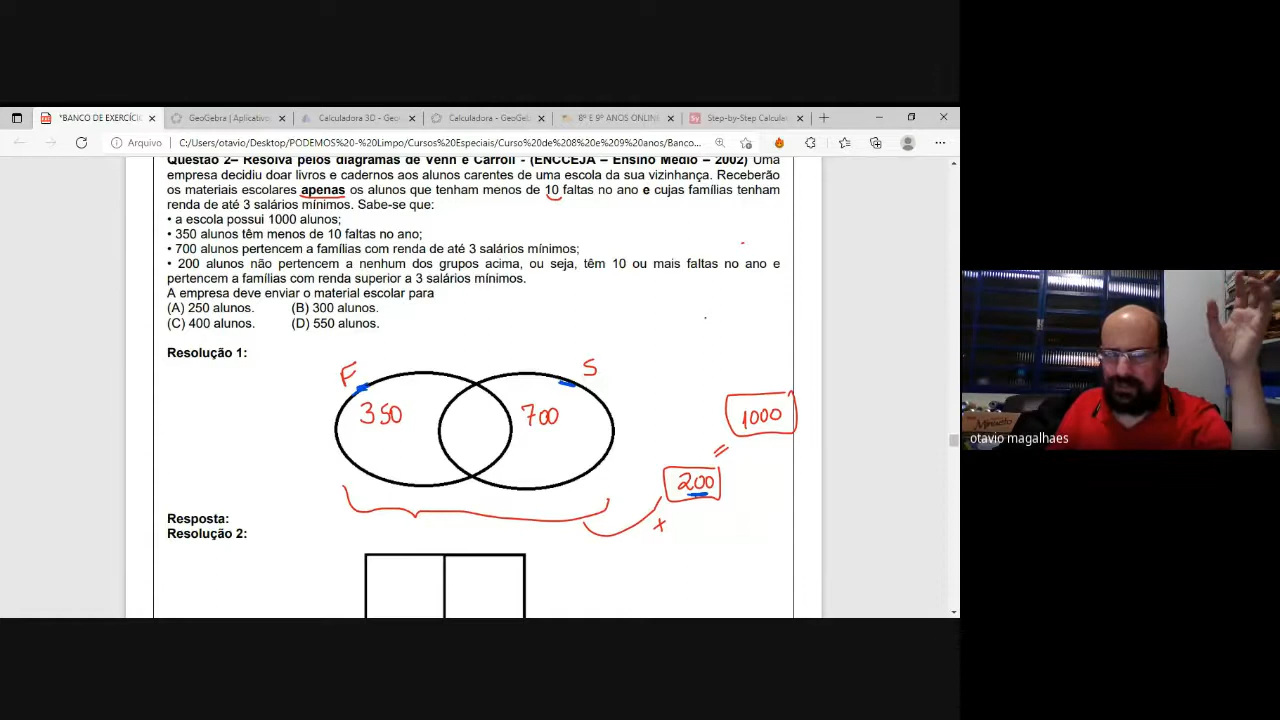 *BANCO DE EXERCÍCI
GeoGebra | Aplicativo
Calculadora 3D - Geo
Calculadora - GeoGe
8º E 9º ANOS ONLIN
Step-by-Step Calcula
Arquivo
C:/Users/otavio/Desktop/PODEMOS%20-%20Limpo/Cursos%20Especiais/Curso%20de%208%20e%209%20anos/Banco...
Questão 2– Resolva pelos diagramas de Venn e Carroll - (ENCCEJA – Ensino Médio – 2002) Uma
empresa decidiu doar livros e cadernos aos alunos carentes de uma escola da sua vizinhança. Receberão
os materiais escolares apenas os alunos que tenham menos de 10 faltas no ano e cujas famílias tenham
renda de até 3 salários mínimos. Sabe-se que:
• a escola possui 1000 alunos;
• 350 alunos têm menos de 10 faltas no ano;
• 700 alunos pertencem a famílias com renda de até 3 salários mínimos;
• 200 alunos não pertencem a nenhum dos grupos acima, ou seja, têm 10 ou mais faltas no ano e
pertencem a famílias com renda superior a 3 salários mínimos.
A empresa deve enviar o material escolar para
(A) 250 alunos. (B) 300 alunos.
(C) 400 alunos. (D) 550 alunos.
Resolução 1:
F S
350 700 1000
=
200
+
Resposta:
Resolução 2:
otavio magalhaes